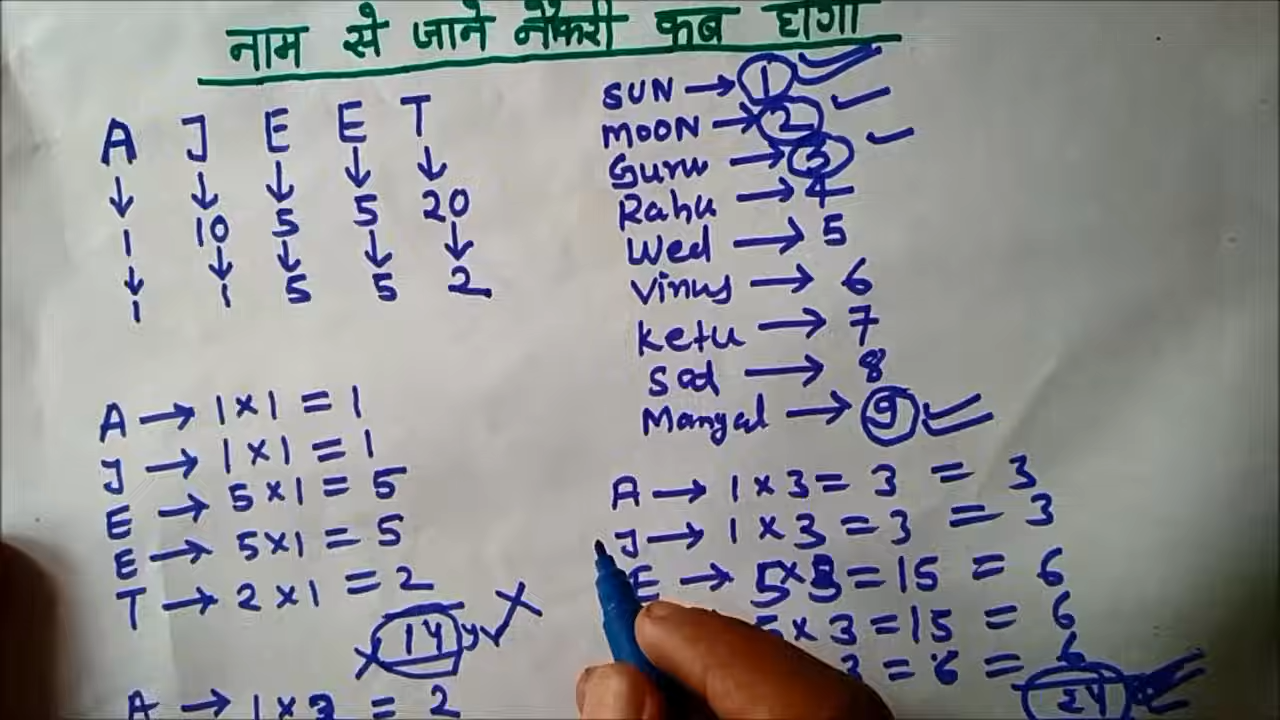 नाम से जाने नौकरी कब होगा
A J E E T
↓ ↓ ↓ ↓ ↓
1 10 5 5 20
↓ ↓ ↓ ↓ ↓
1 1 5 5 2
A → 1×1 = 1
J → 1×1 = 1
E → 5×1 = 5
E → 5×1 = 5
T → 2×1 = 2
14
A → 1×2 = 2
SUN → 1
MOON → 2
Guru → 3
Rahu → 4
Wed → 5
Vinus → 6
Ketu → 7
Sad → 8
Mangal → 9
A → 1×3 = 3 = 3
J → 1×3 = 3 = 3
E → 5×3 = 15 = 6
5×3 = 15 = 6
3 = 6 = 6
24